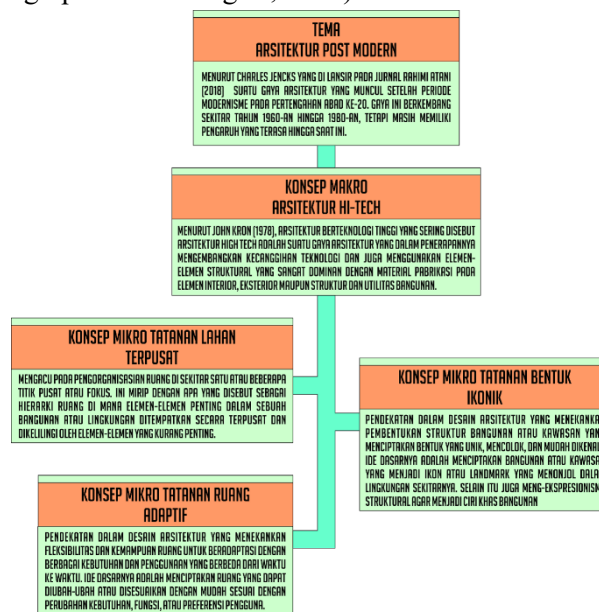 TEMA
ARSITEKTUR POST MODERN
MENURUT CHARLES JENCKS YANG DI LANSIR PADA JURNAL RAHIMI ATANI
(2018) SUATU GAYA ARSITEKTUR YANG MUNCUL SETELAH PERIODE
MODERNISME PADA PERTENGAHAN ABAD KE-20. GAYA INI BERKEMBANG
SEKITAR TAHUN 1960-AN HINGGA 1980-AN, TETAPI MASIH MEMILIKI
PENGARUH YANG TERASA HINGGA SAAT INI.
KONSEP MAKRO
ARSITEKTUR HI-TECH
MENURUT JOHN KRON (1978), ARSITEKTUR BERTEKNOLOGI TINGGI YANG SERING DISEBUT
ARSITEKTUR HIGH TECH ADALAH SUATU GAYA ARSITEKTUR YANG DALAM PENERAPANNYA
MENGEMBANGKAN KECANGGIHAN TEKNOLOGI DAN JUGA MENGGUNAKAN ELEMEN-
ELEMEN STRUKTURAL YANG SANGAT DOMINAN DENGAN MATERIAL PABRIKASI PADA
ELEMEN INTERIOR, EKSTERIOR MAUPUN STRUKTUR DAN UTILITAS BANGUNAN.
KONSEP MIKRO TATANAN LAHAN
TERPUSAT
MENGACU PADA PENGORGANISASIAN RUANG DI SEKITAR SATU ATAU BEBERAPA
TITIK PUSAT ATAU FOKUS. INI MIRIP DENGAN APA YANG DISEBUT SEBAGAI
HIERARKI RUANG DI MANA ELEMEN-ELEMEN PENTING DALAM SEBUAH
BANGUNAN ATAU LINGKUNGAN DITEMPATKAN SECARA TERPUSAT DAN
DIKELILINGI OLEH ELEMEN-ELEMEN YANG KURANG PENTING.
KONSEP MIKRO TATANAN BENTUK
IKONIK
PENDEKATAN DALAM DESAIN ARSITEKTUR YANG MENEKANKAN
PEMBENTUKAN STRUKTUR BANGUNAN ATAU KAWASAN YAN
MENCIPTAKAN BENTUK YANG UNIK, MENCOLOK, DAN MUDAH DIKENAL
IDE DASARNYA ADALAH MENCIPTAKAN BANGUNAN ATAU KAWASA
YANG MENJADI IKON ATAU LANDMARK YANG MENONJOL DALA
LINGKUNGAN SEKITARNYA. SELAIN ITU JUGA MENG-EKSPRESIONISM
STRUKTURAL AGAR MENJADI CIRI KHAS BANGUNAN
KONSEP MIKRO TATANAN RUANG
ADAPTIF
PENDEKATAN DALAM DESAIN ARSITEKTUR YANG MENEKANKAN
FLEKSIBILITAS DAN KEMAMPUAN RUANG UNTUK BERADAPTASI DENGAN
BERBAGAI KEBUTUHAN DAN PENGGUNAAN YANG BERBEDA DARI WAKTU
KE WAKTU. IDE DASARNYA ADALAH MENCIPTAKAN RUANG YANG DAPAT
DIUBAH-UBAH ATAU DISESUAIKAN DENGAN MUDAH SESUAI DENGAN
PERUBAHAN KEBUTUHAN, FUNGSI, ATAU PREFERENSI PENGGUNA.